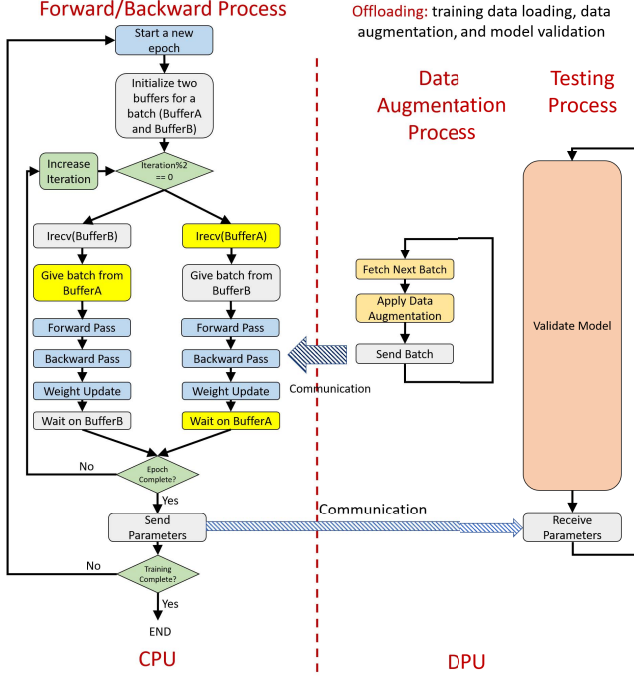 Forward/Backward Process
Offloading: training data loading, data
augmentation, and model validation
Start a new
epoch
Initialize two
buffers for a
batch (BufferA
and BufferB)
Increase
Iteration
Iteration%2
== 0
Irecv(BufferB)
Irecv(BufferA)
Give batch from
BufferA
Give batch from
BufferB
Forward Pass
Forward Pass
Backward Pass
Backward Pass
Weight Update
Weight Update
Wait on BufferB
Wait on BufferA
No
Epoch
Complete?
Yes
Send
Parameters
No
Training
Complete?
Yes
END
CPU
Data
Augmentation
Process
Fetch Next Batch
Apply Data
Augmentation
Send Batch
Communication
Communication
Testing
Process
Validate Model
Receive
Parameters
DPU